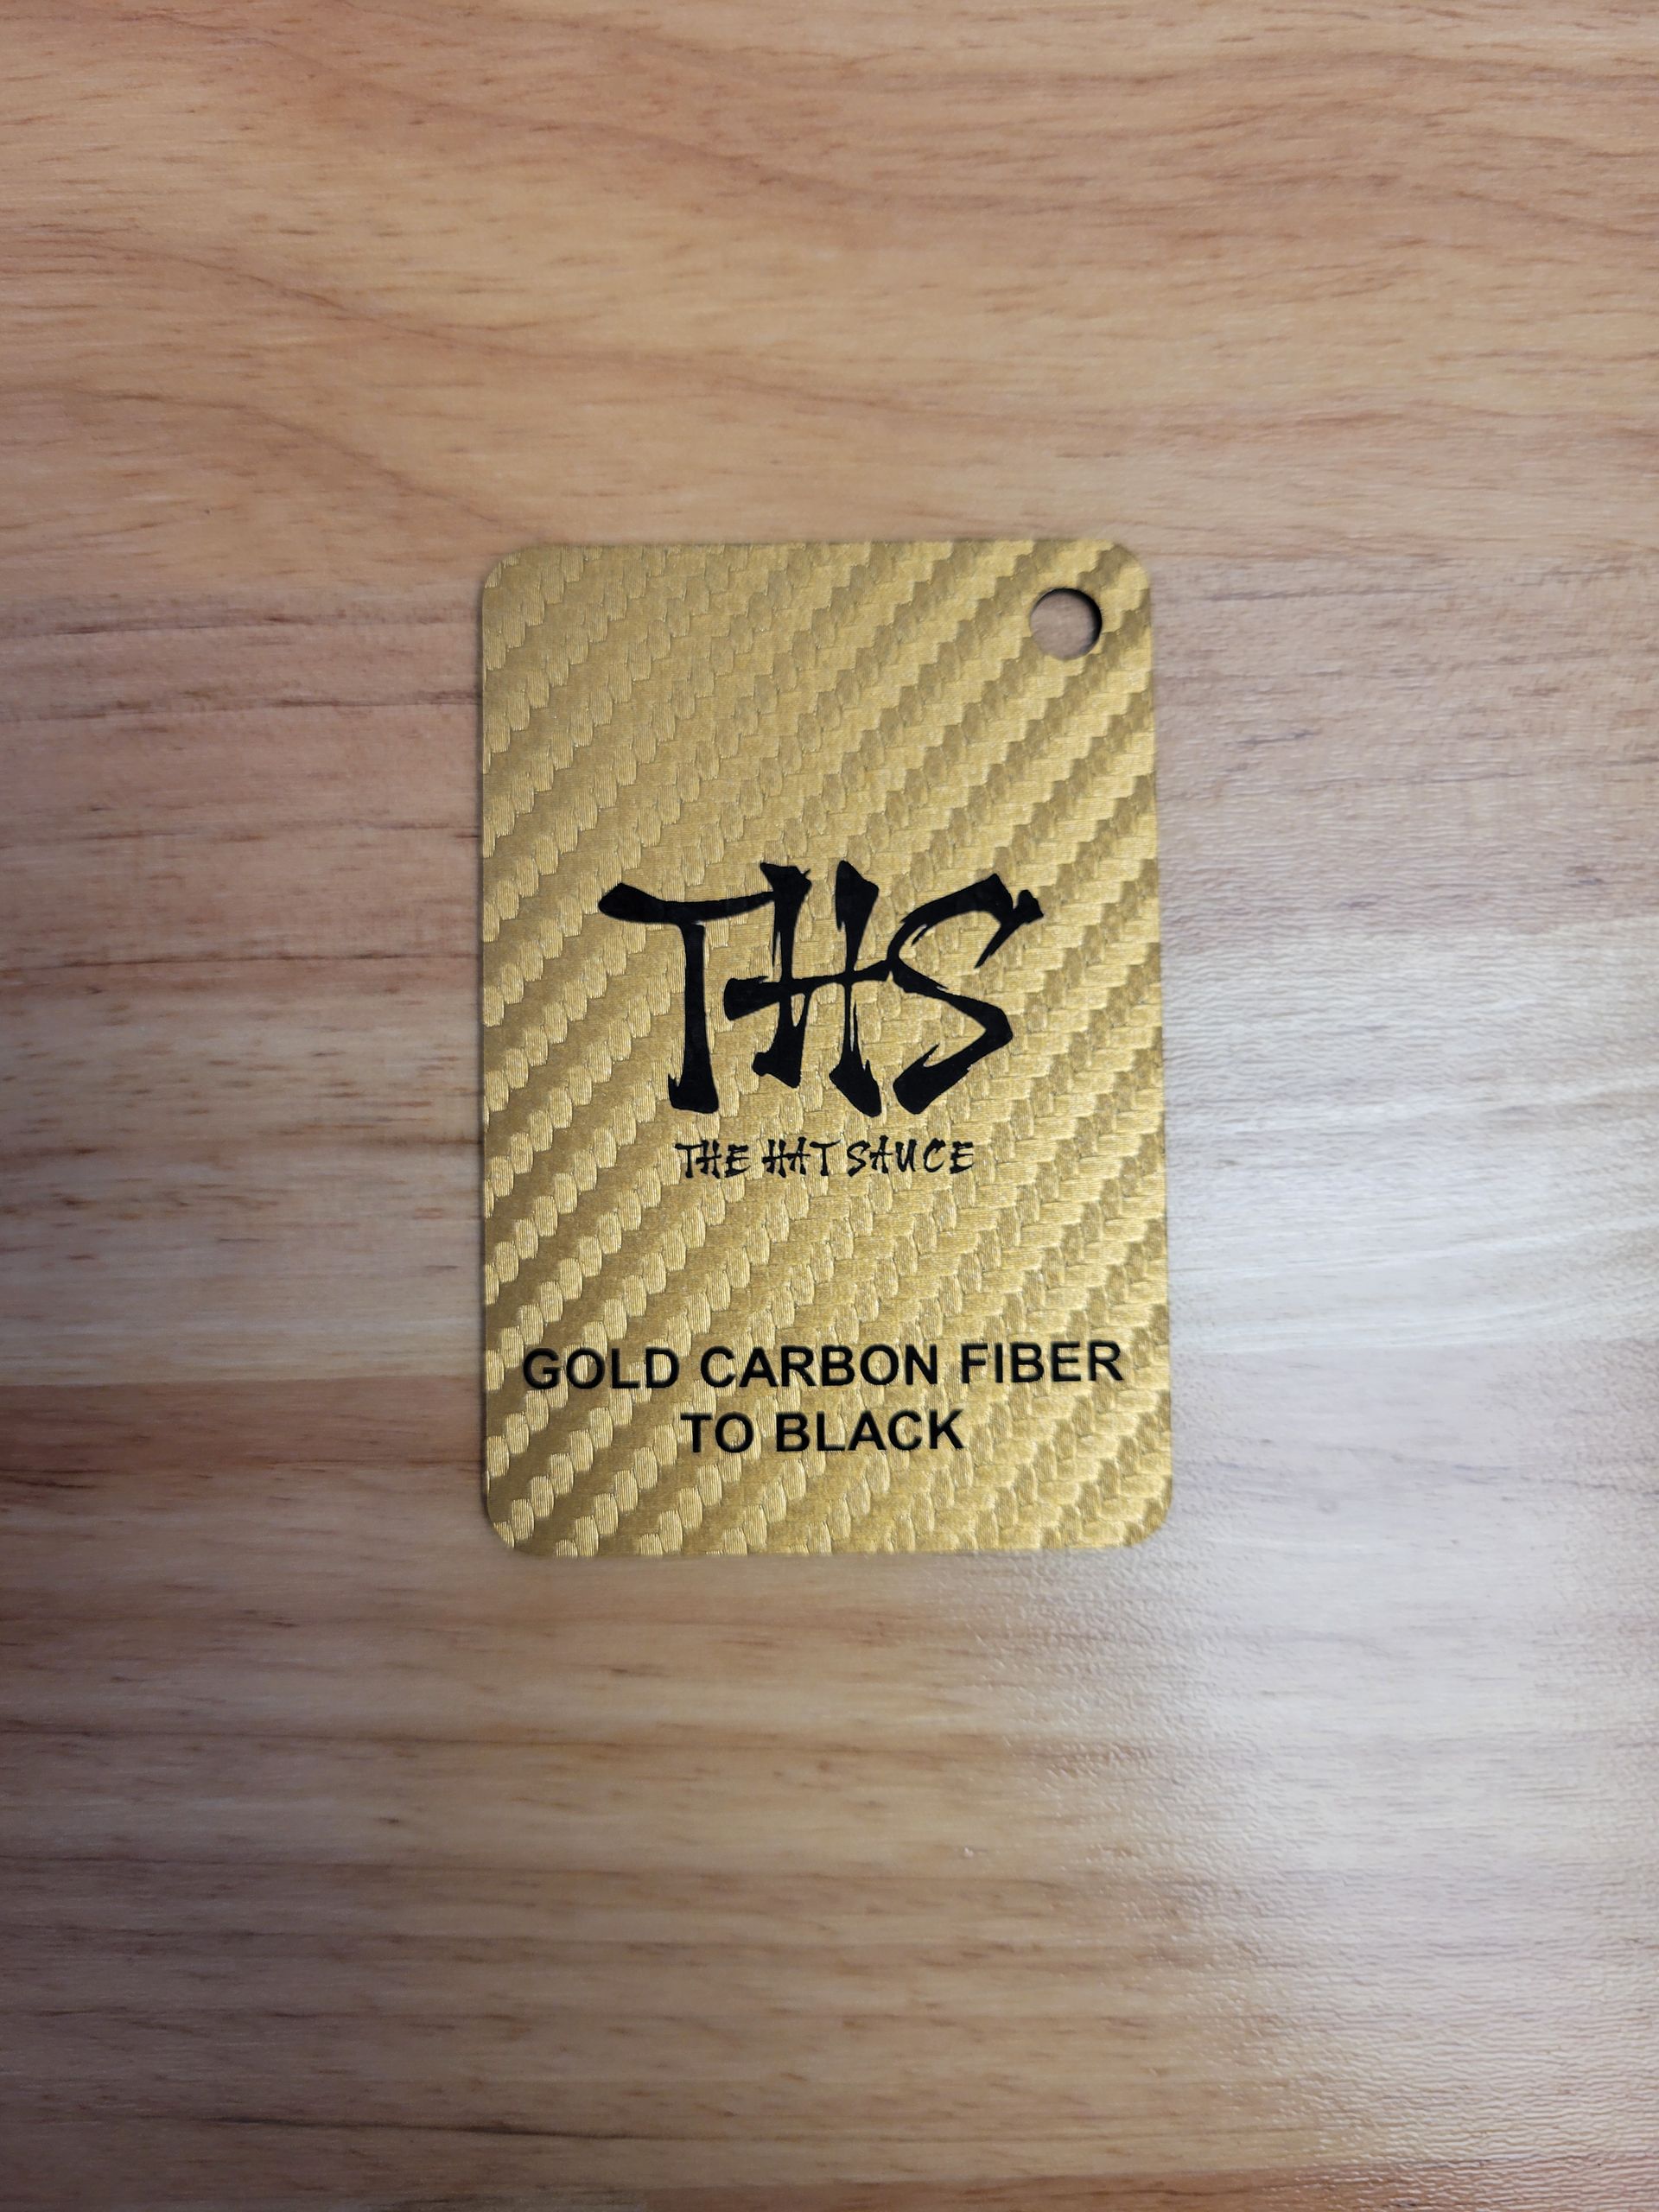 THS
THE HAT SAUCE
GOLD CARBON FIBER
TO BLACK